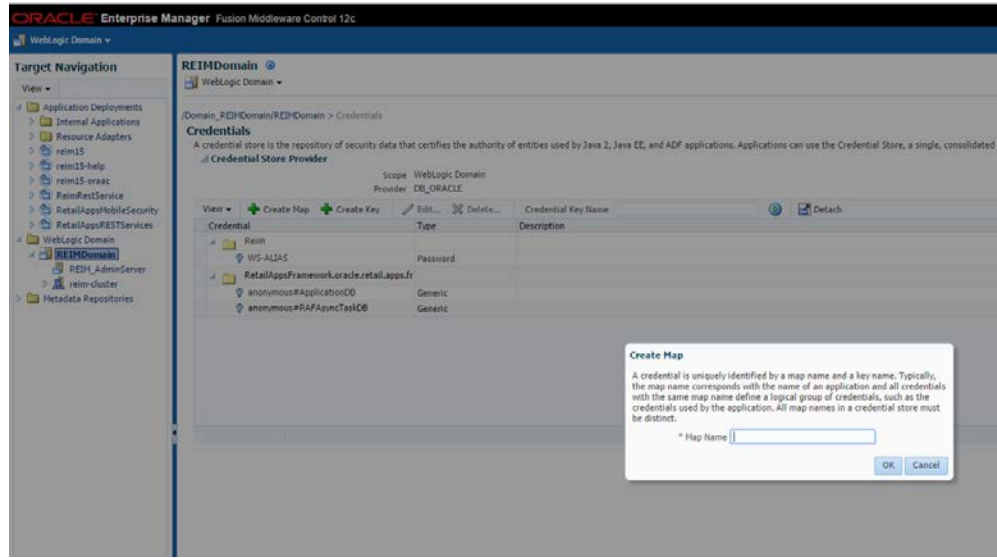 ORACLE Enterprise Manager Fusion Middleware Control 12c
WebLogic Domain
Target Navigation
View
Application Deployments
Internal Applications
Resource Adapters
reim15
reim15-help
reim15-oraac
ReimRestService
RetailAppsMobileSecurity
RetailAppsRESTServices
WebLogic Domain
REIMDomain
REIM_AdminServer
reim-cluster
Metadata Repositories
REIMDomain
WebLogic Domain
/Domain_REIMDomain/REIMDomain > Credentials
Credentials
A credential store is the repository of security data that certifies the authority of entities used by Java 2, Java EE, and ADF applications. Applications can use the Credential Store, a single, consolidated
Credential Store Provider
Scope WebLogic Domain
Provider DB_ORACLE
View Create Map Create Key Edit... Delete... Credential Key Name Detach
Credential Type Description
Reim
WS-ALIAS Password
RetailAppsFramework.oracle.retail.apps.fr
anonymous#ApplicationDB Generic
anonymous#RAFAsyncTaskDB Generic
Create Map
A credential is uniquely identified by a map name and a key name. Typically,
the map name corresponds with the name of an application and all credentials
with the same map name define a logical group of credentials, such as the
credentials used by the application. All map names in a credential store must
be distinct.
* Map Name
OK Cancel